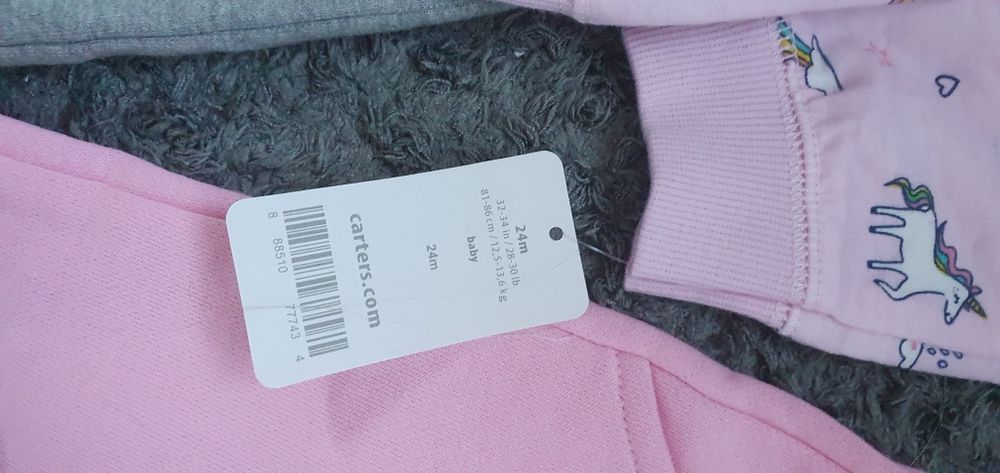 24m
32-34 in / 28-30 lb
81-86 cm / 12,5-13,6 kg
baby
24m
carters.com
8 88510 77743 4